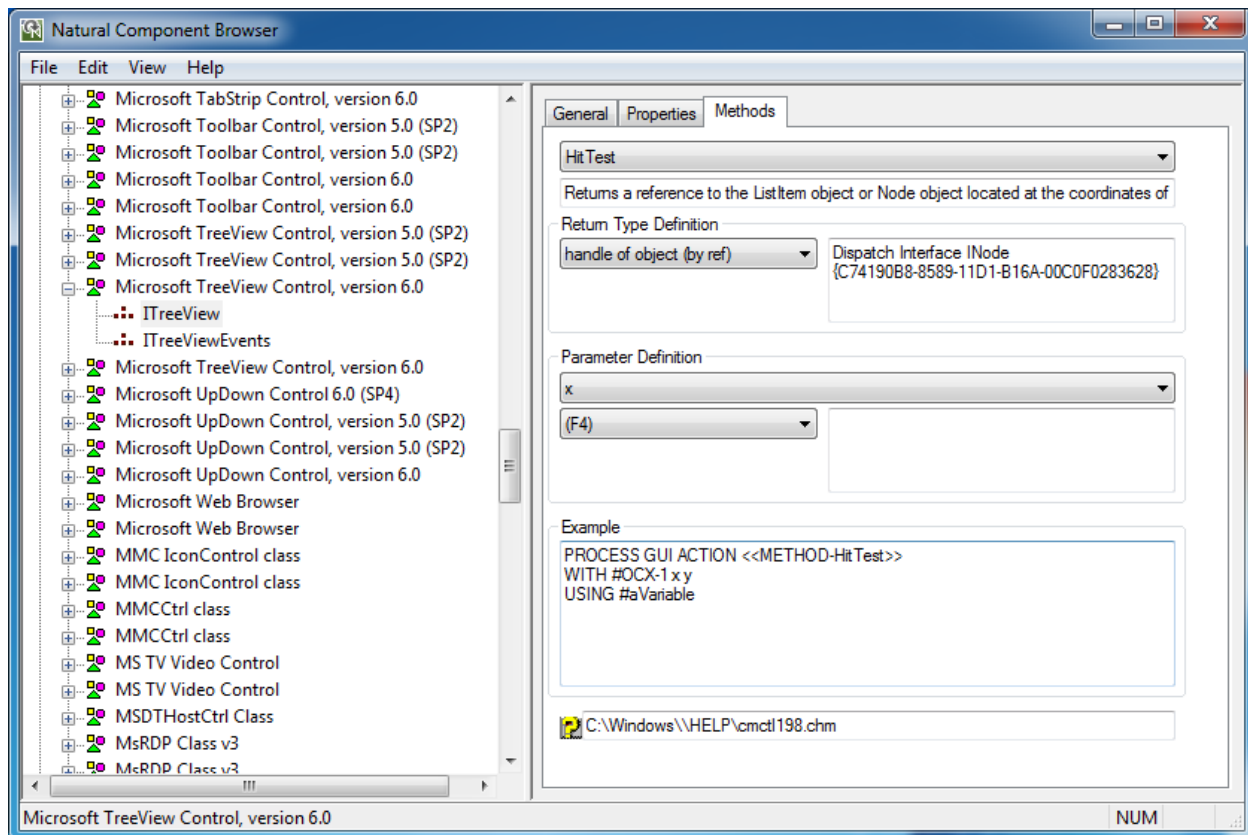 Natural Component Browser
File Edit View Help
Microsoft TabStrip Control, version 6.0
Microsoft Toolbar Control, version 5.0 (SP2)
Microsoft Toolbar Control, version 5.0 (SP2)
Microsoft Toolbar Control, version 6.0
Microsoft Toolbar Control, version 6.0
Microsoft TreeView Control, version 5.0 (SP2)
Microsoft TreeView Control, version 5.0 (SP2)
Microsoft TreeView Control, version 6.0
ITreeView
ITreeViewEvents
Microsoft TreeView Control, version 6.0
Microsoft UpDown Control 6.0 (SP4)
Microsoft UpDown Control, version 5.0 (SP2)
Microsoft UpDown Control, version 5.0 (SP2)
Microsoft UpDown Control, version 6.0
Microsoft Web Browser
Microsoft Web Browser
MMC IconControl class
MMC IconControl class
MMCCtrl class
MMCCtrl class
MS TV Video Control
MS TV Video Control
MSDTHostCtrl Class
MsRDP Class v3
MsRDP Class v3
General Properties Methods
HitTest
Returns a reference to the ListItem object or Node object located at the coordinates of
Return Type Definition
handle of object (by ref)
Dispatch Interface INode
{C74190B8-8589-11D1-B16A-00C0F0283628}
Parameter Definition
x
(F4)
Example
PROCESS GUI ACTION <<METHOD-HitTest>>
WITH #OCX-1 x y
USING #aVariable
C:\Windows\\HELP\cmctl198.chm
Microsoft TreeView Control, version 6.0
NUM